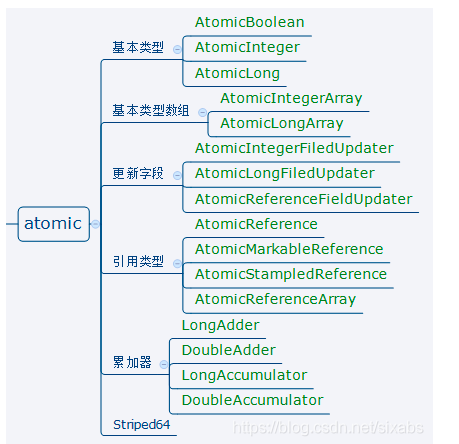 atomic
基本类型
AtomicBoolean
AtomicInteger
AtomicLong
基本类型数组
AtomicIntegerArray
AtomicLongArray
更新字段
AtomicIntegerFiledUpdater
AtomicLongFiledUpdater
AtomicReferenceFieldUpdater
引用类型
AtomicReference
AtomicMarkableReference
AtomicStampledReference
AtomicReferenceArray
累加器
LongAdder
DoubleAdder
LongAccumulator
DoubleAccumulator
Striped64
https://blog.csdn.net/sixabs